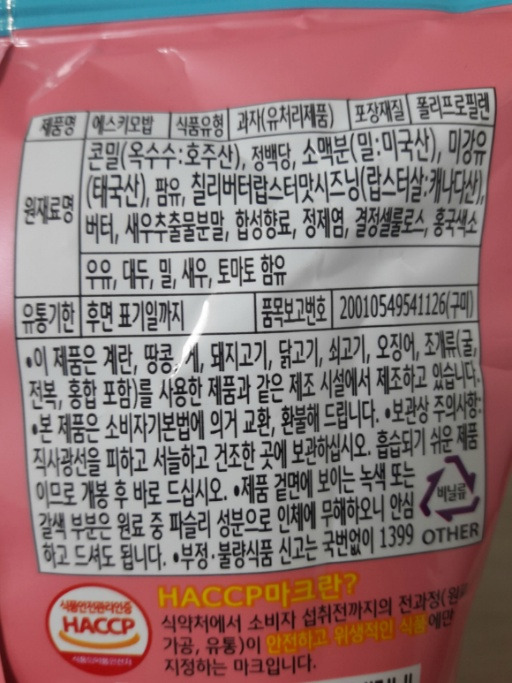 제품명 에스키모밥 식품유형 과자(유처리제품) 포장재질 폴리프로필렌
원재료명 콘밀(옥수수:호주산), 정백당, 소맥분(밀:미국산), 미강유
(태국산), 팜유, 칠리버터랍스터맛시즈닝(랍스터살:캐나다산),
버터, 새우추출물분말, 합성향료, 정제염, 결정셀룰로스, 홍국색소
우유, 대두, 밀, 새우, 토마토 함유
유통기한 후면 표기일까지 품목보고번호 20010549541126(구미)
•이 제품은 계란, 땅콩, 게, 돼지고기, 닭고기, 쇠고기, 오징어, 조개류(굴,
전복, 홍합 포함)를 사용한 제품과 같은 제조 시설에서 제조하고 있습니다.
•본 제품은 소비자기본법에 의거 교환, 환불해 드립니다. •보관상 주의사항:
직사광선을 피하고 서늘하고 건조한 곳에 보관하십시오. 흡습되기 쉬운 제품
이므로 개봉 후 바로 드십시오. •제품 겉면에 보이는 녹색 또는
갈색 부분은 원료 중 파슬리 성분으로 인체에 무해하오니 안심
하고 드셔도 됩니다. •부정·불량식품 신고는 국번없이 1399
비닐류
OTHER
식품안전관리인증
HACCP
식품의약품안전처
HACCP마크란?
식약처에서 소비자 섭취전까지의 전과정(원료
가공, 유통)이 안전하고 위생적인 식품에만
지정하는 마크입니다.